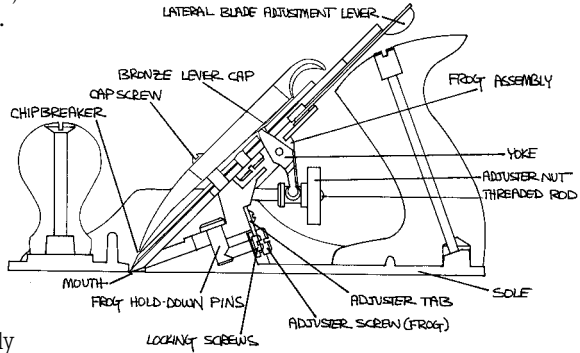 .
LATERAL BLADE ADJUSTMENT LEVER
BRONZE LEVER CAP
CAP SCREW
CHIPBREAKER
FROG ASSEMBLY
YOKE
ADJUSTER NUT
THREADED ROD
MOUTH
FROG HOLD-DOWN PINS
LOCKING SCREWS
ADJUSTER TAB
ADJUSTER SCREW (FROG)
SOLE
ly